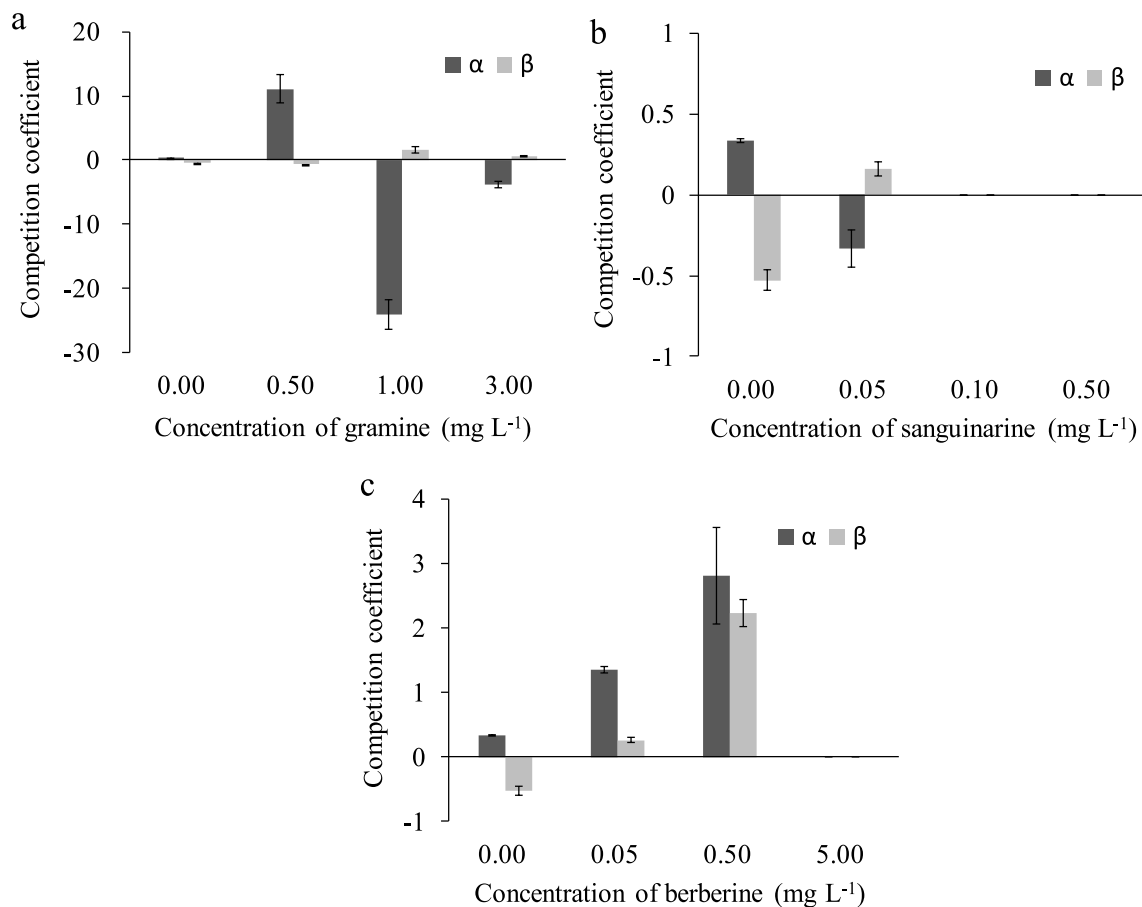 a
20
10
0
-10
-20
-30
Competition coefficient
α β
0.00 0.50 1.00 3.00
Concentration of gramine (mg L⁻¹)
b
1
0.5
0
-0.5
-1
Competition coefficient
α β
0.00 0.05 0.10 0.50
Concentration of sanguinarine (mg L⁻¹)
c
4
3
2
1
0
-1
Competition coefficient
α β
0.00 0.05 0.50 5.00
Concentration of berberine (mg L⁻¹)